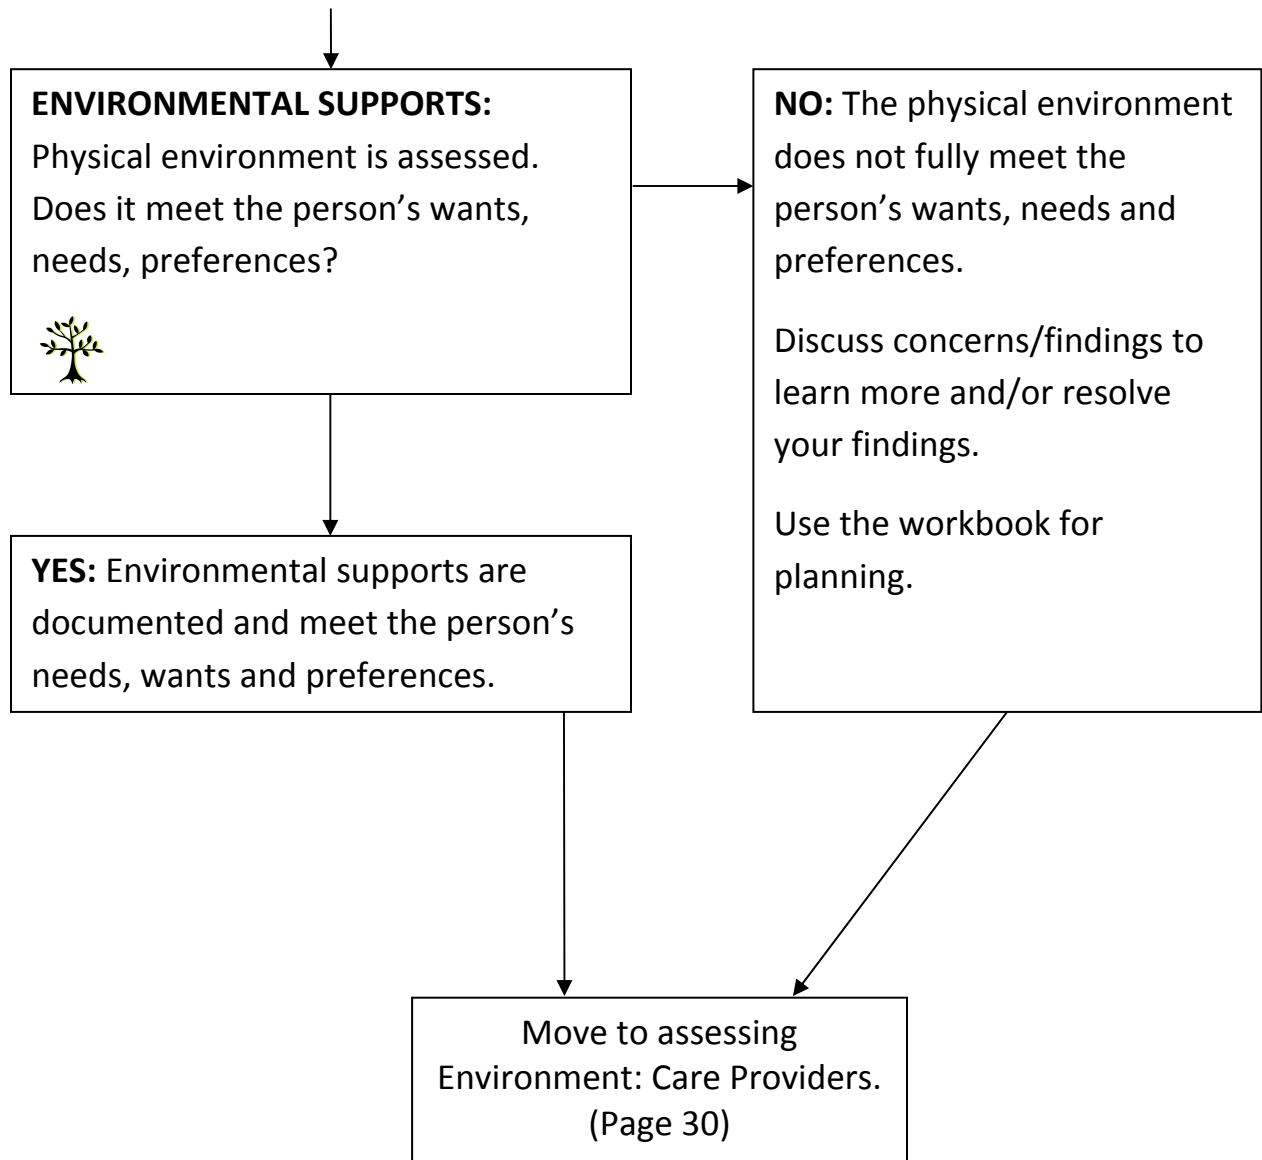 ENVIRONMENTAL SUPPORTS:
Physical environment is assessed.
Does it meet the person’s wants,
needs, preferences?
NO: The physical environment
does not fully meet the
person’s wants, needs and
preferences.
Discuss concerns/findings to
learn more and/or resolve
your findings.
Use the workbook for
planning.
YES: Environmental supports are
documented and meet the person’s
needs, wants and preferences.
Move to assessing
Environment: Care Providers.
(Page 30)